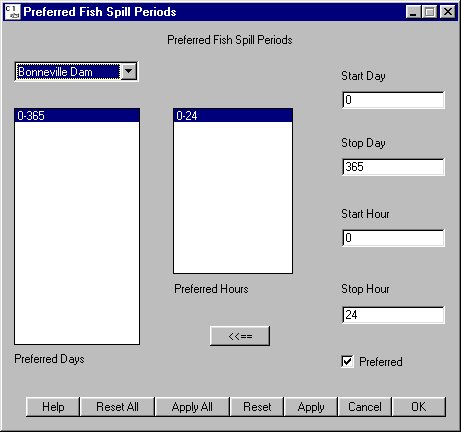 Preferred Fish Spill Periods
Preferred Fish Spill Periods
Bonneville Dam
0-365
Preferred Days
0-24
Preferred Hours
<<==
Start Day
0
Stop Day
365
Start Hour
0
Stop Hour
24
Preferred
Help
Reset All
Apply All
Reset
Apply
Cancel
OK